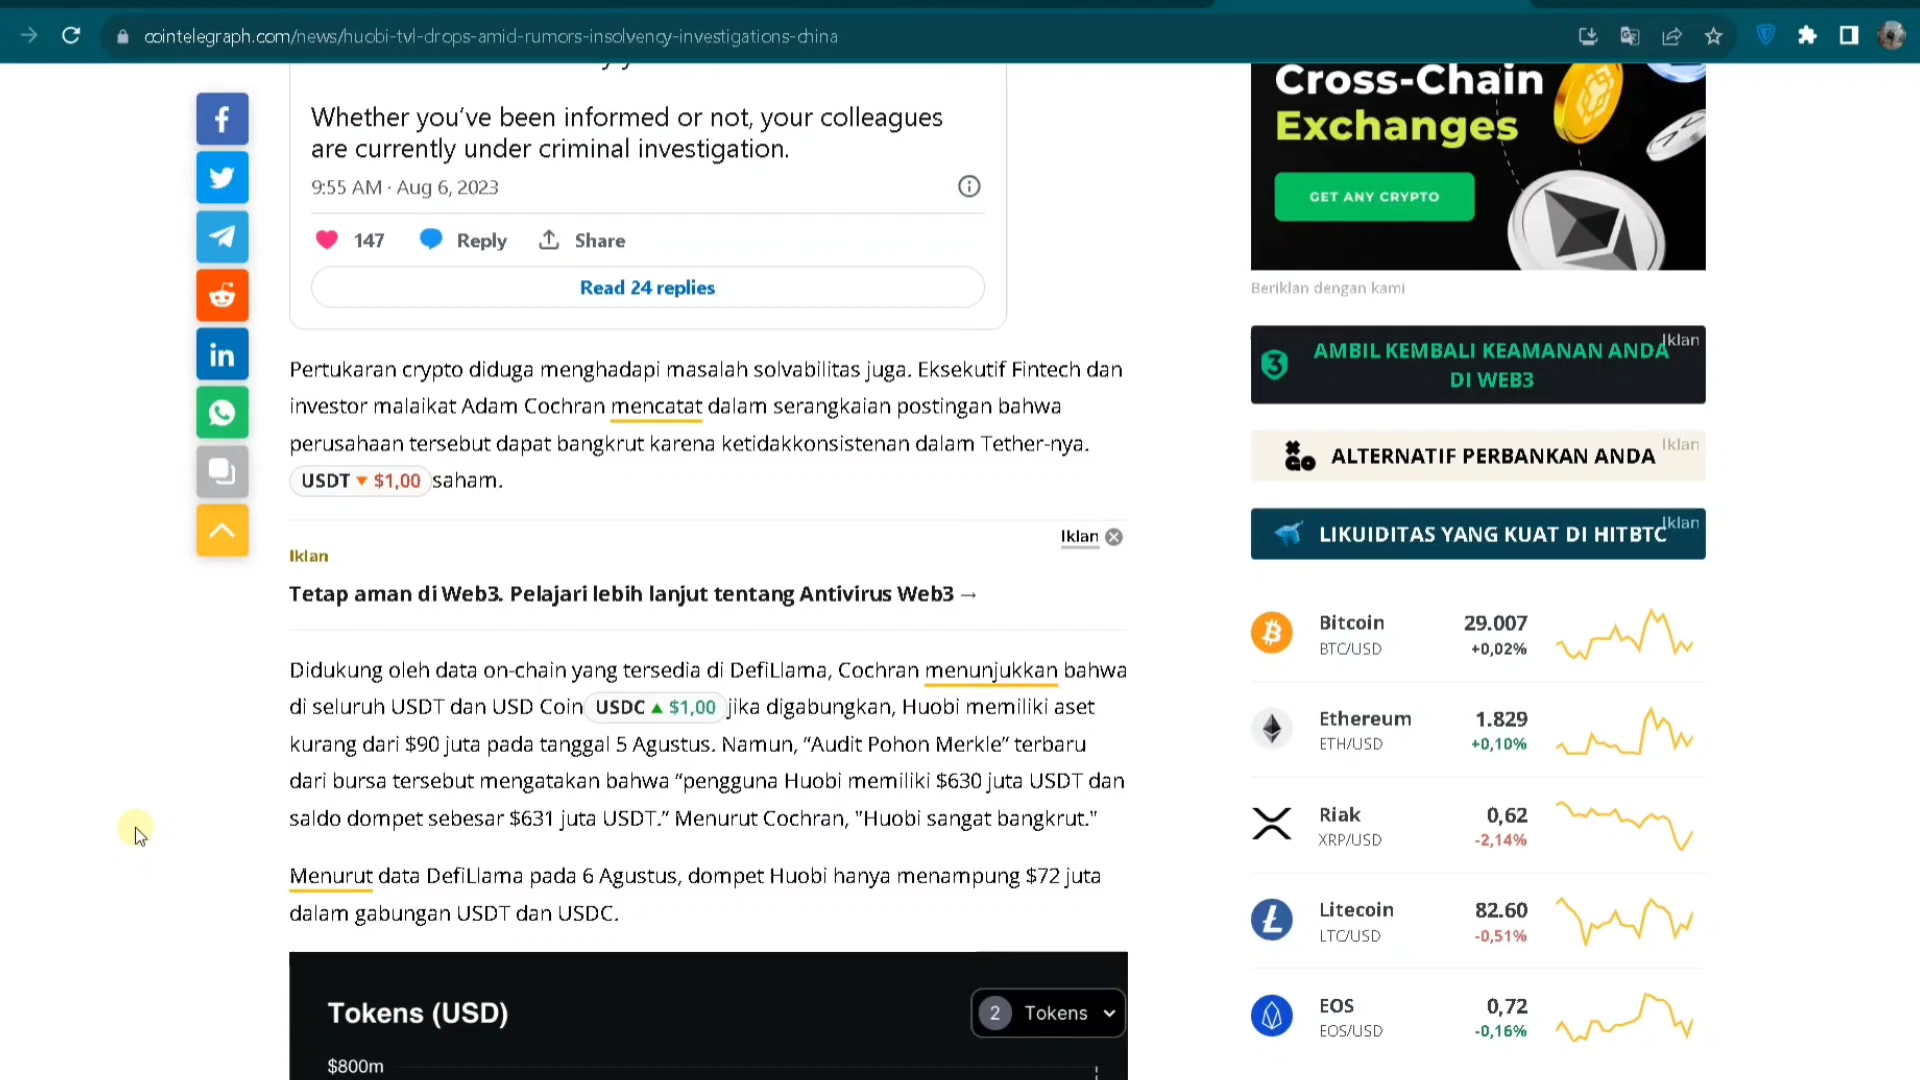 cointelegraph.com/news/huobi-tvl-drops-amid-rumors-insolvency-investigations-china
Whether you’ve been informed or not, your colleagues
are currently under criminal investigation.
9:55 AM · Aug 6, 2023
147 Reply Share
Read 24 replies
Pertukaran crypto diduga menghadapi masalah solvabilitas juga. Eksekutif Fintech dan
investor malaikat Adam Cochran mencatat dalam serangkaian postingan bahwa
perusahaan tersebut dapat bangkrut karena ketidakkonsistenan dalam Tether-nya.
USDT ▼ $1,00 saham.
Iklan
Iklan
Tetap aman di Web3. Pelajari lebih lanjut tentang Antivirus Web3 →
Didukung oleh data on-chain yang tersedia di DefiLlama, Cochran menunjukkan bahwa
di seluruh USDT dan USD Coin USDC ▲ $1,00 jika digabungkan, Huobi memiliki aset
kurang dari $90 juta pada tanggal 5 Agustus. Namun, “Audit Pohon Merkle” terbaru
dari bursa tersebut mengatakan bahwa “pengguna Huobi memiliki $630 juta USDT dan
saldo dompet sebesar $631 juta USDT.” Menurut Cochran, "Huobi sangat bangkrut."
Menurut data DefiLlama pada 6 Agustus, dompet Huobi hanya menampung $72 juta
dalam gabungan USDT dan USDC.
Tokens (USD)
2 Tokens
$800m
Cross-Chain
Exchanges
GET ANY CRYPTO
Beriklan dengan kami
Iklan
AMBIL KEMBALI KEAMANAN ANDA
DI WEB3
Iklan
ALTERNATIF PERBANKAN ANDA
Iklan
LIKUIDITAS YANG KUAT DI HITBTC
Bitcoin 29.007
BTC/USD +0,02%
Ethereum 1.829
ETH/USD +0,10%
Riak 0,62
XRP/USD -2,14%
Litecoin 82.60
LTC/USD -0,51%
EOS 0,72
EOS/USD -0,16%